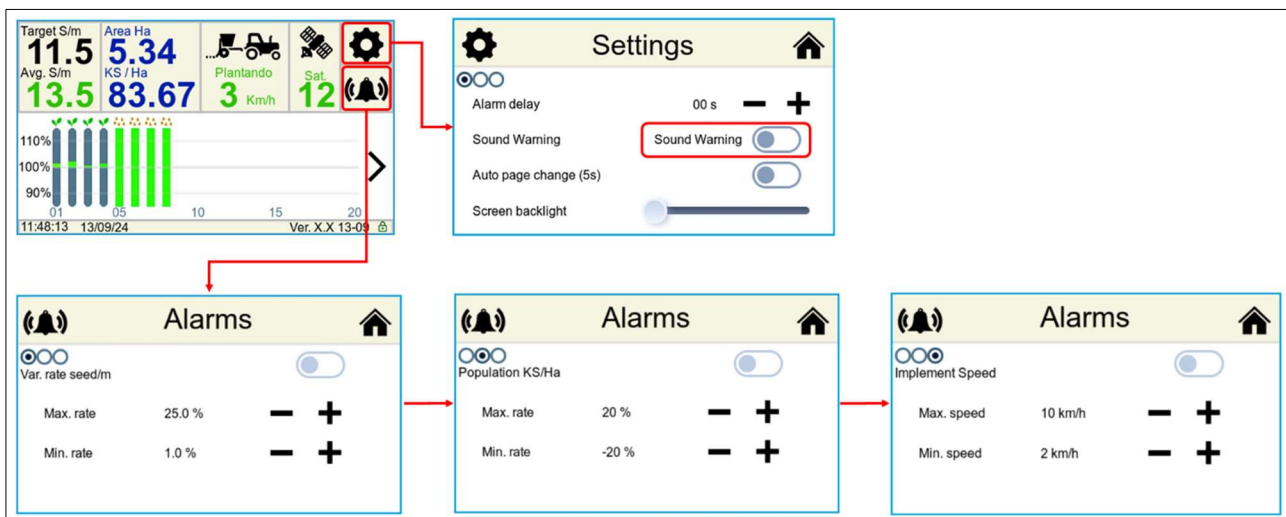 Target S/m Area Ha
11.5 5.34
Avg. S/m KS / Ha Plantando Sat.
13.5 83.67 3 Km/h 12
110%
100%
90%
01 05 10 15 20
11:48:13 13/09/24 Ver. X.X 13-09
Settings
Alarm delay 00 s
Sound Warning Sound Warning
Auto page change (5s)
Screen backlight
Alarms
Var. rate seed/m
Max. rate 25.0 %
Min. rate 1.0 %
Alarms
Population KS/Ha
Max. rate 20 %
Min. rate -20 %
Alarms
Implement Speed
Max. speed 10 km/h
Min. speed 2 km/h